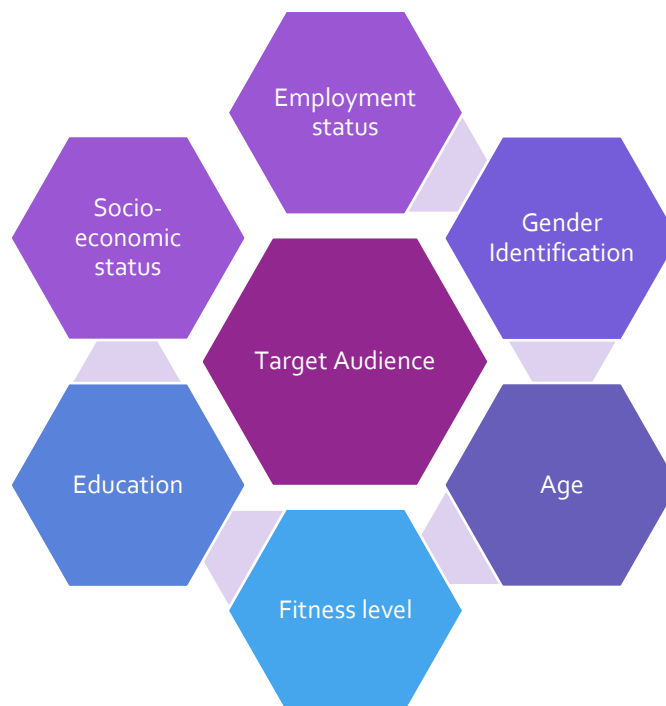 Employment
status
Socio-
economic
status
Gender
Identification
Target Audience
Education
Age
Fitness level